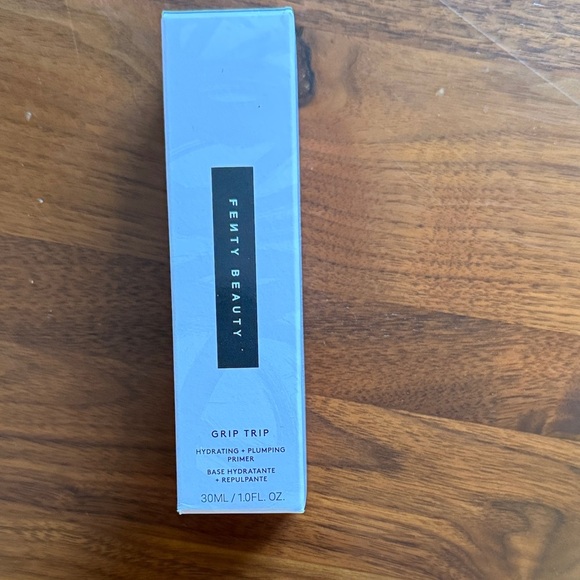 FENTY BEAUTY
GRIP TRIP
HYDRATING + PLUMPING
PRIMER
BASE HYDRATANTE
+ REPULPANTE
30ML / 1.0FL. OZ.